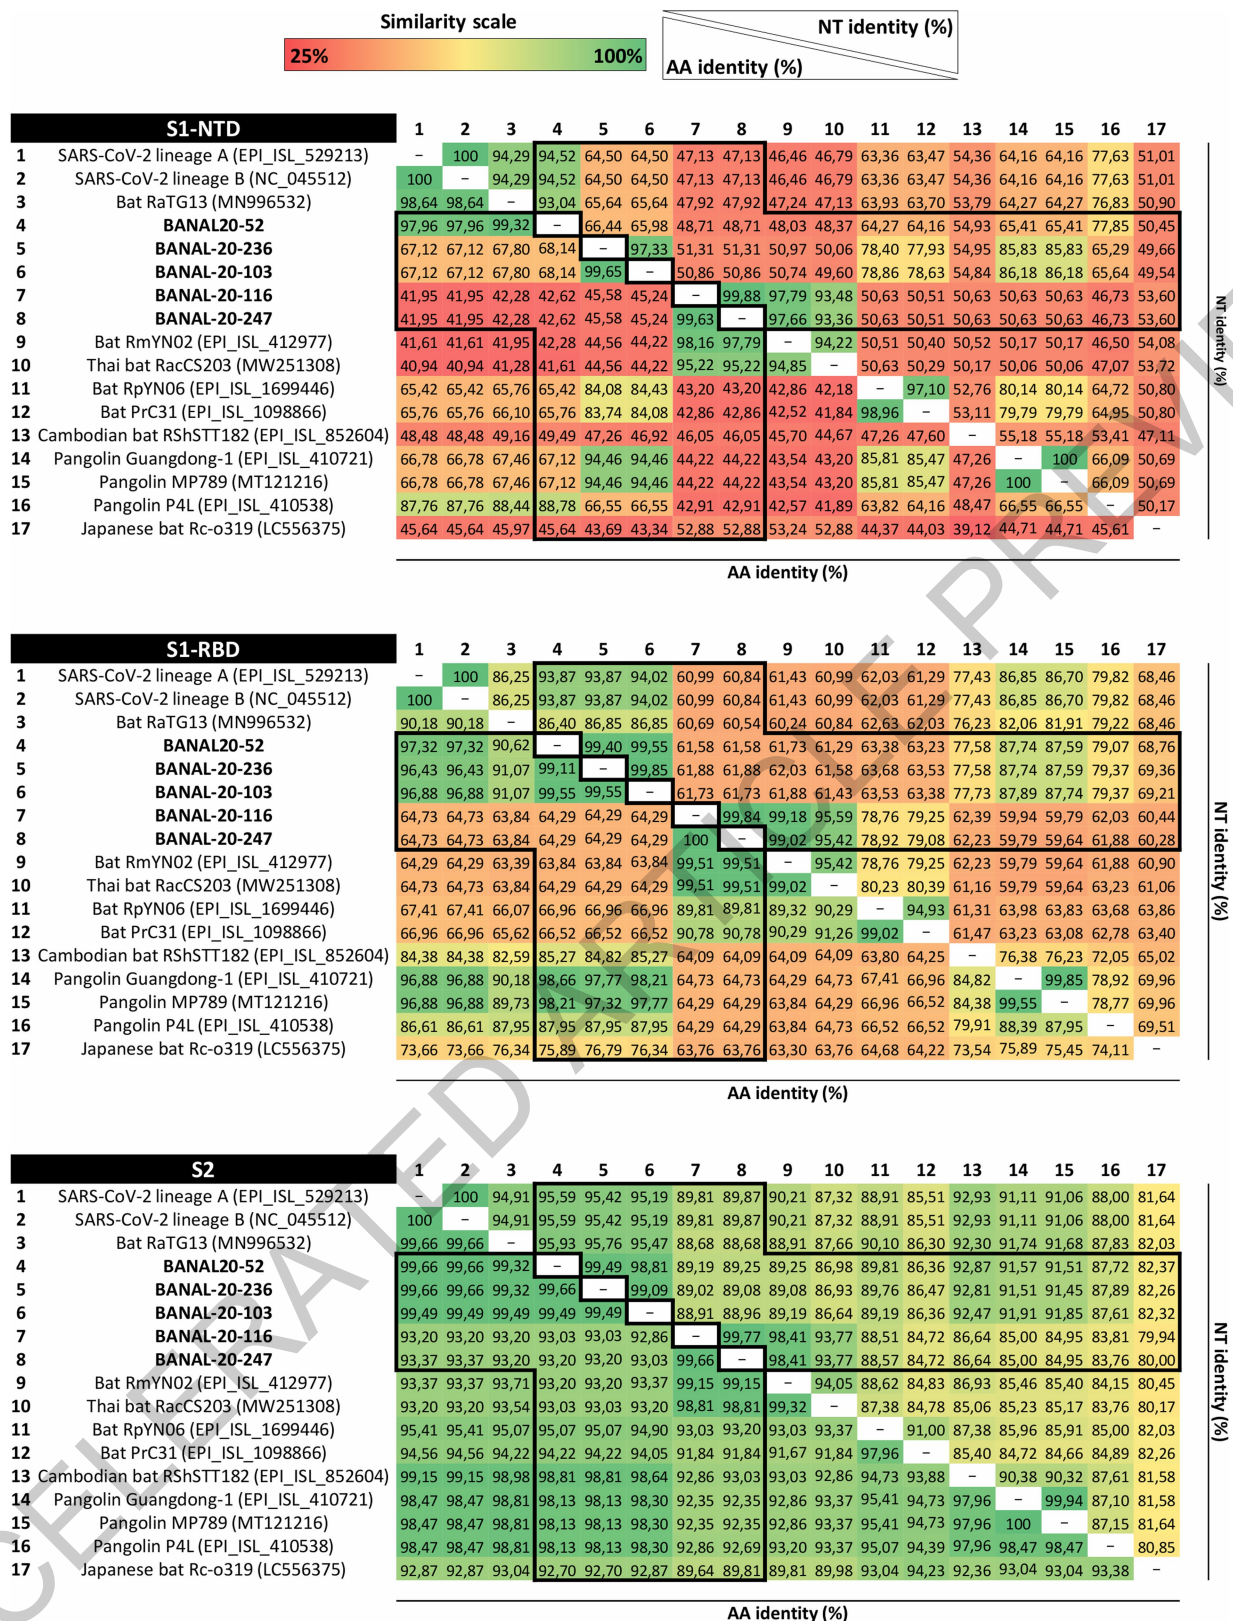 Similarity scale
25% 100%
NT identity (%)
AA identity (%)
S1-NTD 1 2 3 4 5 6 7 8 9 10 11 12 13 14 15 16 17
1 SARS-CoV-2 lineage A (EPI_ISL_529213) – 100 94,29 94,52 64,50 64,50 47,13 47,13 46,46 46,79 63,36 63,47 54,36 64,16 64,16 77,63 51,01
2 SARS-CoV-2 lineage B (NC_045512) 100 – 94,29 94,52 64,50 64,50 47,13 47,13 46,46 46,79 63,36 63,47 54,36 64,16 64,16 77,63 51,01
3 Bat RaTG13 (MN996532) 98,64 98,64 – 93,04 65,64 65,64 47,92 47,92 47,24 47,13 63,93 63,70 53,79 64,27 64,27 76,83 50,90
4 BANAL20-52 97,96 97,96 99,32 – 66,44 65,98 48,71 48,71 48,03 48,37 64,27 64,16 54,93 65,41 65,41 77,85 50,45
5 BANAL-20-236 67,12 67,12 67,80 68,14 – 97,33 51,31 51,31 50,97 50,06 78,40 77,93 54,95 85,83 85,83 65,29 49,66
6 BANAL-20-103 67,12 67,12 67,80 68,14 99,65 – 50,86 50,86 50,74 49,60 78,86 78,63 54,84 86,18 86,18 65,64 49,54
7 BANAL-20-116 41,95 41,95 42,28 42,62 45,58 45,24 – 99,88 97,79 93,48 50,63 50,51 50,63 50,63 50,63 46,73 53,60
8 BANAL-20-247 41,95 41,95 42,28 42,62 45,58 45,24 99,63 – 97,66 93,36 50,63 50,51 50,63 50,63 50,63 46,73 53,60
9 Bat RmYN02 (EPI_ISL_412977) 41,61 41,61 41,95 42,28 44,56 44,22 98,16 97,79 – 94,22 50,51 50,40 50,52 50,17 50,17 46,50 54,08
10 Thai bat RacCS203 (MW251308) 40,94 40,94 41,28 41,61 44,56 44,22 95,22 95,22 94,85 – 50,63 50,29 50,17 50,06 50,06 47,07 53,72
11 Bat RpYN06 (EPI_ISL_1699446) 65,42 65,42 65,76 65,42 84,08 84,43 43,20 43,20 42,86 42,18 – 97,10 52,76 80,14 80,14 64,72 50,80
12 Bat PrC31 (EPI_ISL_1098866) 65,76 65,76 66,10 65,76 83,74 84,08 42,86 42,86 42,52 41,84 98,96 – 53,11 79,79 79,79 64,95 50,80
13 Cambodian bat RShSTT182 (EPI_ISL_852604) 48,48 48,48 49,16 49,49 47,26 46,92 46,05 46,05 45,70 44,67 47,26 47,60 – 55,18 55,18 53,41 47,11
14 Pangolin Guangdong-1 (EPI_ISL_410721) 66,78 66,78 67,46 67,12 94,46 94,46 44,22 44,22 43,54 43,20 85,81 85,47 47,26 – 100 66,09 50,69
15 Pangolin MP789 (MT121216) 66,78 66,78 67,46 67,12 94,46 94,46 44,22 44,22 43,54 43,20 85,81 85,47 47,26 100 – 66,09 50,69
16 Pangolin P4L (EPI_ISL_410538) 87,76 87,76 88,44 88,78 66,55 66,55 42,91 42,91 42,57 41,89 63,82 64,16 48,47 66,55 66,55 – 50,17
17 Japanese bat Rc-o319 (LC556375) 45,64 45,64 45,97 45,64 43,69 43,34 52,88 52,88 53,24 52,88 44,37 44,03 39,12 44,71 44,71 45,61 –
NT identity (%)
AA identity (%)
S1-RBD 1 2 3 4 5 6 7 8 9 10 11 12 13 14 15 16 17
1 SARS-CoV-2 lineage A (EPI_ISL_529213) – 100 86,25 93,87 93,87 94,02 60,99 60,84 61,43 60,99 62,03 61,29 77,43 86,85 86,70 79,82 68,46
2 SARS-CoV-2 lineage B (NC_045512) 100 – 86,25 93,87 93,87 94,02 60,99 60,84 61,43 60,99 62,03 61,29 77,43 86,85 86,70 79,82 68,46
3 Bat RaTG13 (MN996532) 90,18 90,18 – 86,40 86,85 86,85 60,69 60,54 60,24 60,84 62,63 62,03 76,23 82,06 81,91 79,22 68,46
4 BANAL20-52 97,32 97,32 90,62 – 99,40 99,55 61,58 61,58 61,73 61,29 63,38 63,23 77,58 87,74 87,59 79,07 68,76
5 BANAL-20-236 96,43 96,43 91,07 99,11 – 99,85 61,88 61,88 62,03 61,58 63,68 63,53 77,58 87,74 87,59 79,37 69,36
6 BANAL-20-103 96,88 96,88 91,07 99,55 99,55 – 61,73 61,73 61,88 61,43 63,53 63,38 77,73 87,89 87,74 79,37 69,21
7 BANAL-20-116 64,73 64,73 63,84 64,29 64,29 64,29 – 99,84 99,18 95,59 78,76 79,25 62,39 59,94 59,79 62,03 60,44
8 BANAL-20-247 64,73 64,73 63,84 64,29 64,29 64,29 100 – 99,02 95,42 78,92 79,08 62,23 59,79 59,64 61,88 60,28
9 Bat RmYN02 (EPI_ISL_412977) 64,29 64,29 63,39 63,84 63,84 63,84 99,51 99,51 – 95,42 78,76 79,25 62,23 59,79 59,64 61,88 60,90
10 Thai bat RacCS203 (MW251308) 64,73 64,73 63,84 64,29 64,29 64,29 99,51 99,51 99,02 – 80,23 80,39 61,16 59,79 59,64 63,23 61,06
11 Bat RpYN06 (EPI_ISL_1699446) 67,41 67,41 66,07 66,96 66,96 66,96 89,81 89,81 89,32 90,29 – 94,93 61,31 63,98 63,83 63,68 63,86
12 Bat PrC31 (EPI_ISL_1098866) 66,96 66,96 65,62 66,52 66,52 66,52 90,78 90,78 90,29 91,26 99,02 – 61,47 63,23 63,08 62,78 63,40
13 Cambodian bat RShSTT182 (EPI_ISL_852604) 84,38 84,38 82,59 85,27 84,82 85,27 64,09 64,09 64,09 64,09 63,80 64,25 – 76,38 76,23 72,05 65,02
14 Pangolin Guangdong-1 (EPI_ISL_410721) 96,88 96,88 90,18 98,66 97,77 98,21 64,73 64,73 64,29 64,73 67,41 66,96 84,82 – 99,85 78,92 69,96
15 Pangolin MP789 (MT121216) 96,88 96,88 89,73 98,21 97,32 97,77 64,29 64,29 63,84 64,29 66,96 66,52 84,38 99,55 – 78,77 69,96
16 Pangolin P4L (EPI_ISL_410538) 86,61 86,61 87,95 87,95 87,95 87,95 64,29 64,29 63,84 64,73 66,52 66,52 79,91 88,39 87,95 – 69,51
17 Japanese bat Rc-o319 (LC556375) 73,66 73,66 76,34 75,89 76,79 76,34 63,76 63,76 63,30 63,76 64,68 64,22 73,54 75,89 75,45 74,11 –
NT identity (%)
AA identity (%)
S2 1 2 3 4 5 6 7 8 9 10 11 12 13 14 15 16 17
1 SARS-CoV-2 lineage A (EPI_ISL_529213) – 100 94,91 95,59 95,42 95,19 89,81 89,87 90,21 87,32 88,91 85,51 92,93 91,11 91,06 88,00 81,64
2 SARS-CoV-2 lineage B (NC_045512) 100 – 94,91 95,59 95,42 95,19 89,81 89,87 90,21 87,32 88,91 85,51 92,93 91,11 91,06 88,00 81,64
3 Bat RaTG13 (MN996532) 99,66 99,66 – 95,93 95,76 95,47 88,68 88,68 88,91 87,66 90,10 86,30 92,30 91,74 91,68 87,83 82,03
4 BANAL20-52 99,66 99,66 99,32 – 99,49 98,81 89,19 89,25 89,25 86,98 89,81 86,36 92,87 91,57 91,51 87,72 82,37
5 BANAL-20-236 99,66 99,66 99,32 99,66 – 99,09 89,02 89,08 89,08 86,93 89,76 86,47 92,81 91,51 91,45 87,89 82,26
6 BANAL-20-103 99,49 99,49 99,49 99,49 99,49 – 88,91 88,96 89,19 86,64 89,19 86,36 92,47 91,91 91,85 87,61 82,32
7 BANAL-20-116 93,20 93,20 93,20 93,03 93,03 92,86 – 99,77 98,41 93,77 88,51 84,72 86,64 85,00 84,95 83,81 79,94
8 BANAL-20-247 93,37 93,37 93,20 93,20 93,20 93,03 99,66 – 98,41 93,77 88,57 84,72 86,64 85,00 84,95 83,76 80,00
9 Bat RmYN02 (EPI_ISL_412977) 93,37 93,37 93,71 93,20 93,20 93,37 99,15 99,15 – 94,05 88,62 84,83 86,93 85,46 85,40 84,15 80,45
10 Thai bat RacCS203 (MW251308) 93,20 93,20 93,54 93,03 93,03 93,20 98,81 98,81 99,32 – 87,38 84,78 85,06 85,23 85,17 83,76 80,17
11 Bat RpYN06 (EPI_ISL_1699446) 95,41 95,41 95,07 95,07 95,07 94,90 93,03 93,20 93,03 93,37 – 91,00 87,38 85,96 85,91 85,00 82,03
12 Bat PrC31 (EPI_ISL_1098866) 94,56 94,56 94,22 94,22 94,22 94,05 91,84 91,84 91,67 91,84 97,96 – 85,40 84,72 84,66 84,89 82,26
13 Cambodian bat RShSTT182 (EPI_ISL_852604) 99,15 99,15 98,98 98,81 98,81 98,64 92,86 93,03 93,03 92,86 94,73 93,88 – 90,38 90,32 87,61 81,58
14 Pangolin Guangdong-1 (EPI_ISL_410721) 98,47 98,47 98,81 98,13 98,13 98,30 92,35 92,35 92,86 93,37 95,41 94,73 97,96 – 99,94 87,10 81,58
15 Pangolin MP789 (MT121216) 98,47 98,47 98,81 98,13 98,13 98,30 92,35 92,35 92,86 93,37 95,41 94,73 97,96 100 – 87,15 81,64
16 Pangolin P4L (EPI_ISL_410538) 98,47 98,47 98,81 98,13 98,13 98,30 92,86 92,69 93,20 93,37 95,07 94,39 97,96 98,47 98,47 – 80,85
17 Japanese bat Rc-o319 (LC556375) 92,87 92,87 93,04 92,70 92,70 92,87 89,64 89,81 89,81 89,98 93,04 94,23 92,36 93,04 93,04 93,38 –
NT identity (%)
AA identity (%)
CELERATED ARTICLE PREVI